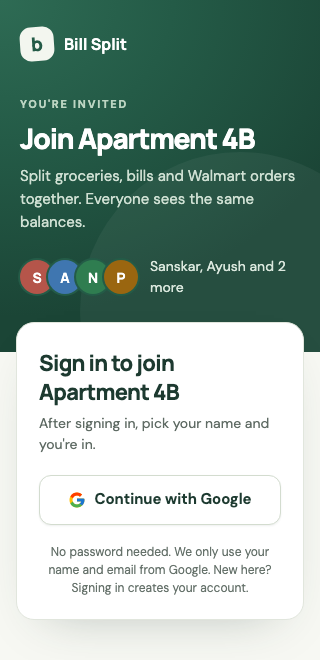 b
Bill Split
YOU'RE INVITED
Join Apartment 4B
Split groceries, bills and Walmart orders
together. Everyone sees the same
balances.
S A N P
Sanskar, Ayush and 2
more
Sign in to join
Apartment 4B
After signing in, pick your name and
you're in.
Continue with Google
No password needed. We only use your
name and email from Google. New here?
Signing in creates your account.